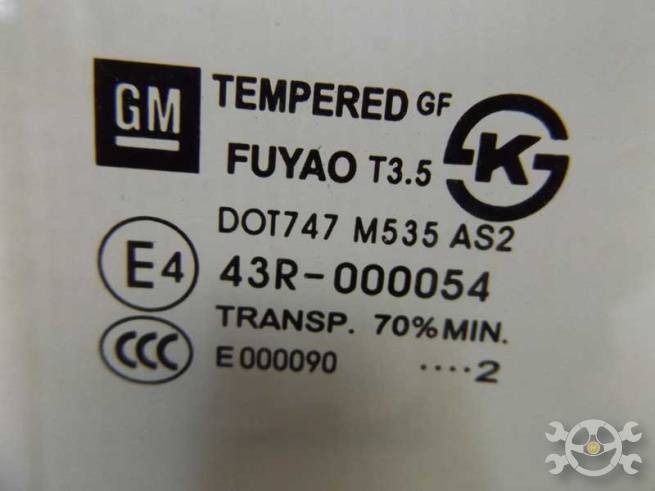 GM
TEMPERED GF
FUYAO T3.5
K
DOT747 M535 AS2
E4
43R-000054
TRANSP. 70% MIN.
CCC
E000090 ....2